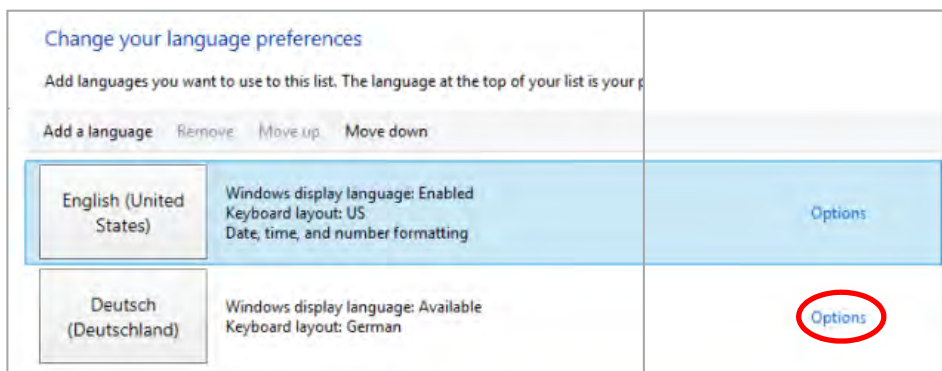 Change your language preferences
Add languages you want to use to this list. The language at the top of your list is your
Add a language Remove Move up Move down
English (United States)
Windows display language: Enabled
Keyboard layout: US
Date, time, and number formatting
Options
Deutsch (Deutschland)
Windows display language: Available
Keyboard layout: German
Options